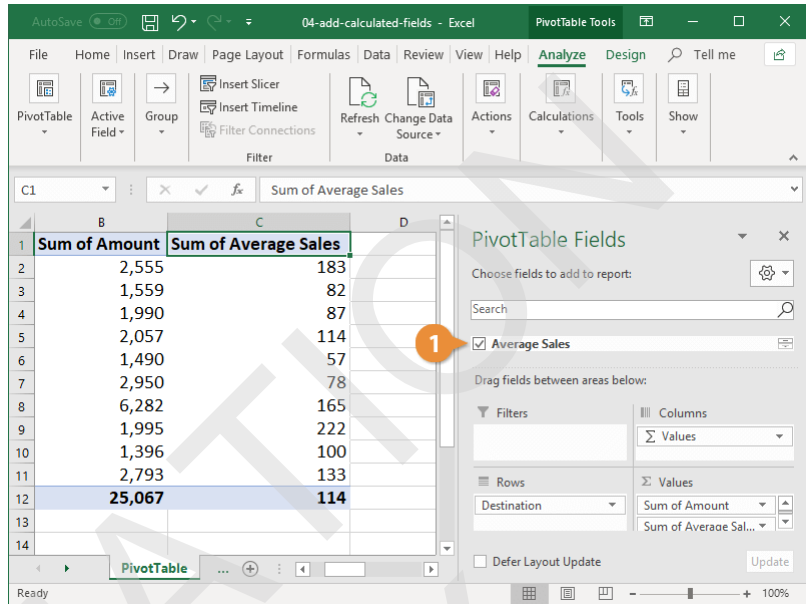 AutoSave Off 04-add-calculated-fields - Excel PivotTable Tools
File Home Insert Draw Page Layout Formulas Data Review View Help Analyze Design Tell me
PivotTable
Active
Field
Group
Insert Slicer
Insert Timeline
Filter Connections
Filter
Refresh
Change Data
Source
Data
Actions
Calculations
Tools
Show
C1 fx Sum of Average Sales
B C D
1 Sum of Amount Sum of Average Sales
2 2,555 183
3 1,559 82
4 1,990 87
5 2,057 114
6 1,490 57
7 2,950 78
8 6,282 165
9 1,995 222
10 1,396 100
11 2,793 133
12 25,067 114
13
14
PivotTable Fields
Choose fields to add to report:
Search
1
Average Sales
Drag fields between areas below:
Filters
Columns
Σ Values
Rows
Destination
Σ Values
Sum of Amount
Sum of Average Sal...
Defer Layout Update Update
PivotTable ...
Ready 100%